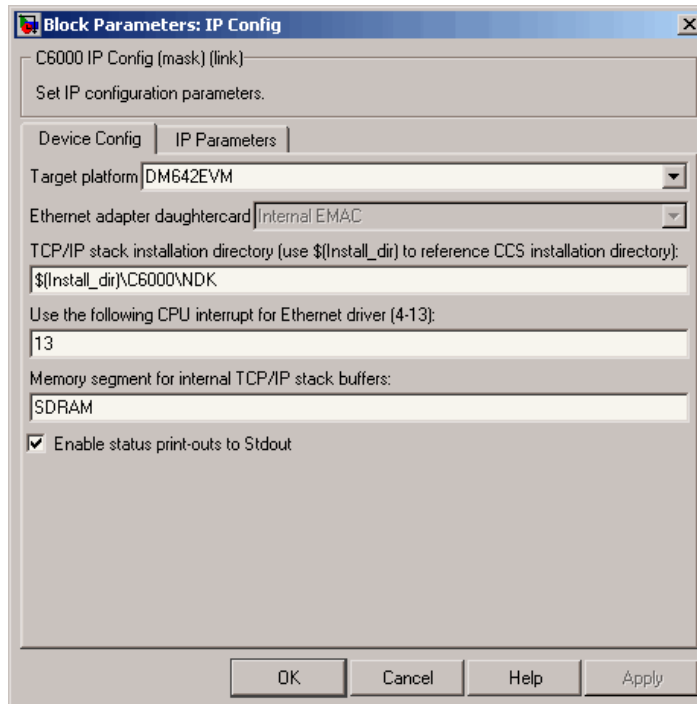 Block Parameters: IP Config
C6000 IP Config (mask) (link)
Set IP configuration parameters.
Device Config
IP Parameters
Target platform DM642EVM
Ethernet adapter daughtercard Internal EMAC
TCP/IP stack installation directory (use $(Install_dir) to reference CCS installation directory):
$(Install_dir)\C6000\NDK
Use the following CPU interrupt for Ethernet driver (4-13):
13
Memory segment for internal TCP/IP stack buffers:
SDRAM
Enable status print-outs to Stdout
OK Cancel Help Apply